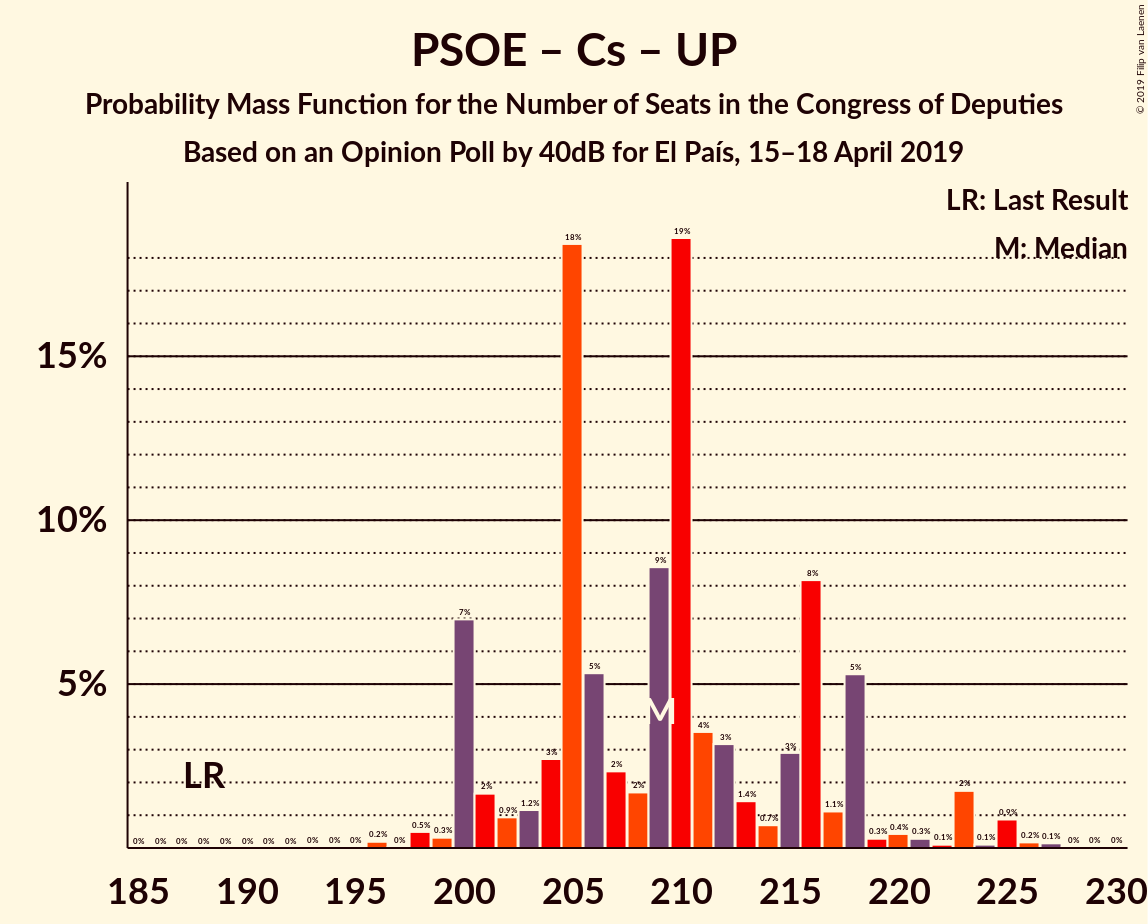 PSOE – Cs – UP
Probability Mass Function for the Number of Seats in the Congress of Deputies
Based on an Opinion Poll by 40dB for El País, 15–18 April 2019
© 2019 Filip van Laenen
LR: Last Result
M: Median
15%
10%
5%
LR
M
0% 0% 0% 0% 0% 0% 0% 0% 0% 0% 0% 0.2% 0% 0.5% 0.3% 7% 2% 0.9% 1.2% 3% 18% 5% 2% 2% 9% 19% 4% 3% 1.4% 0.7% 3% 8% 1.1% 5% 0.3% 0.4% 0.3% 0.1% 2% 0.1% 0.9% 0.2% 0.1% 0% 0% 0%
185 190 195 200 205 210 215 220 225 230